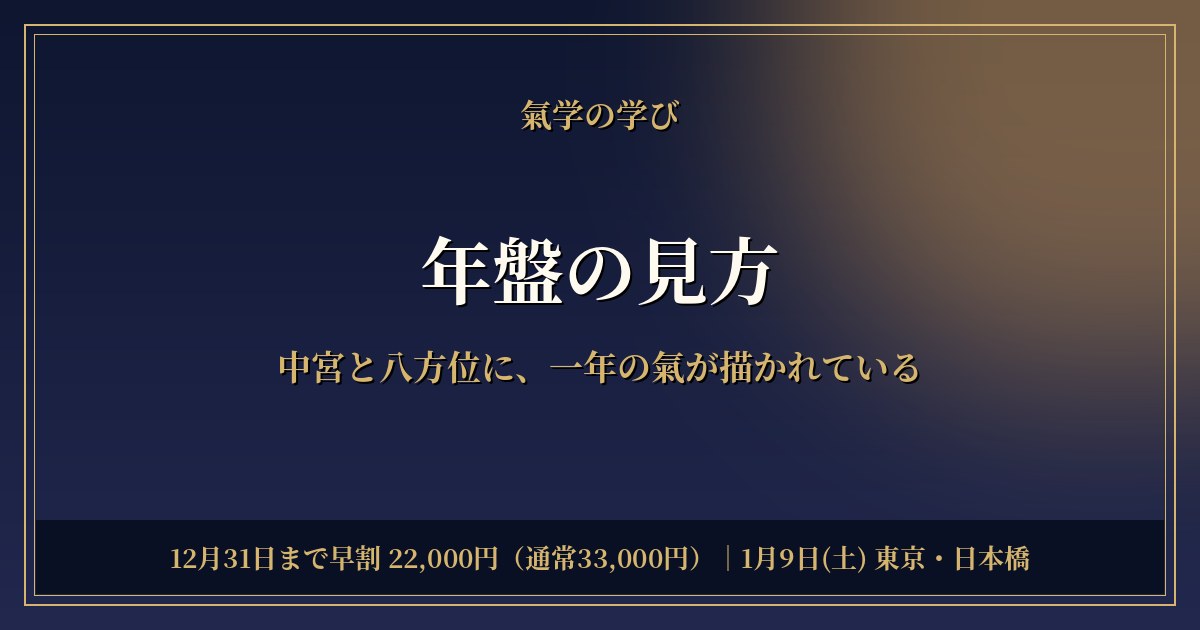 氣学の学び
年盤の見方
中宮と八方位に、一年の氣が描かれている
12月31日まで早割 22,000円（通常33,000円）｜1月9日(土) 東京・日本橋